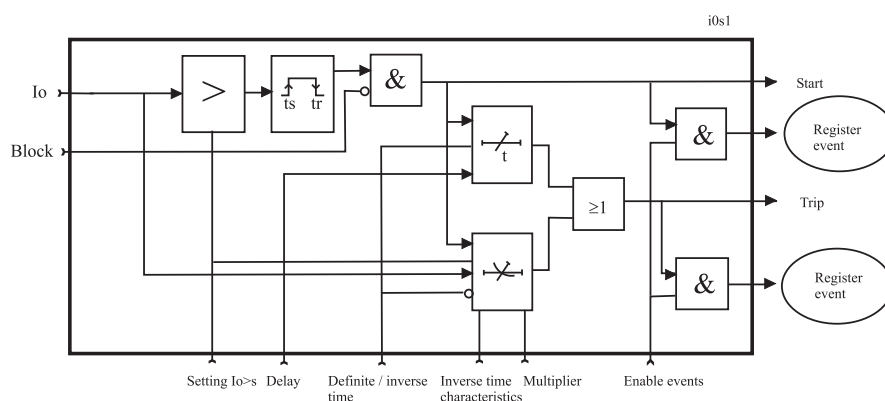 i0s1
Io
>
ts tr
&
Start
Block
t
&
Register
event
≥1
Trip
&
Register
event
Setting Io>s
Delay
Definite / inverse
time
Inverse time
characteristics
Multiplier
Enable events